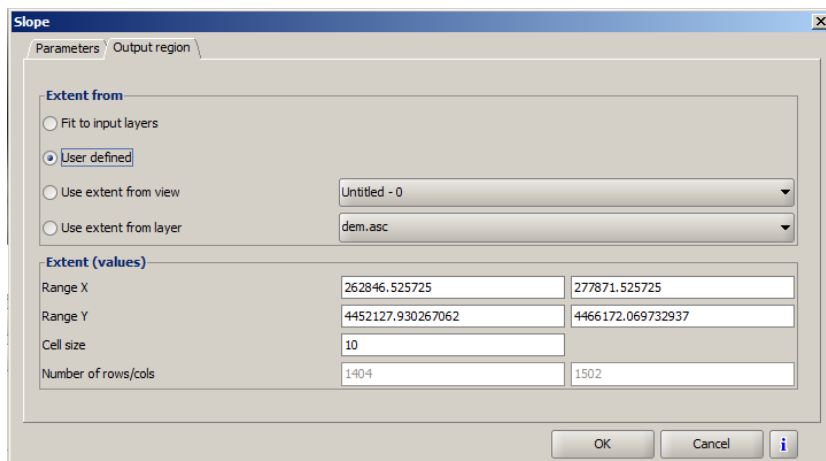 Slope
Parameters Output region
Extent from
Fit to input layers
User defined
Use extent from view Untitled - 0
Use extent from layer dem.asc
Extent (values)
Range X 262846.525725 277871.525725
Range Y 4452127.930267062 4466172.069732937
Cell size 10
Number of rows/cols 1404 1502
OK Cancel i